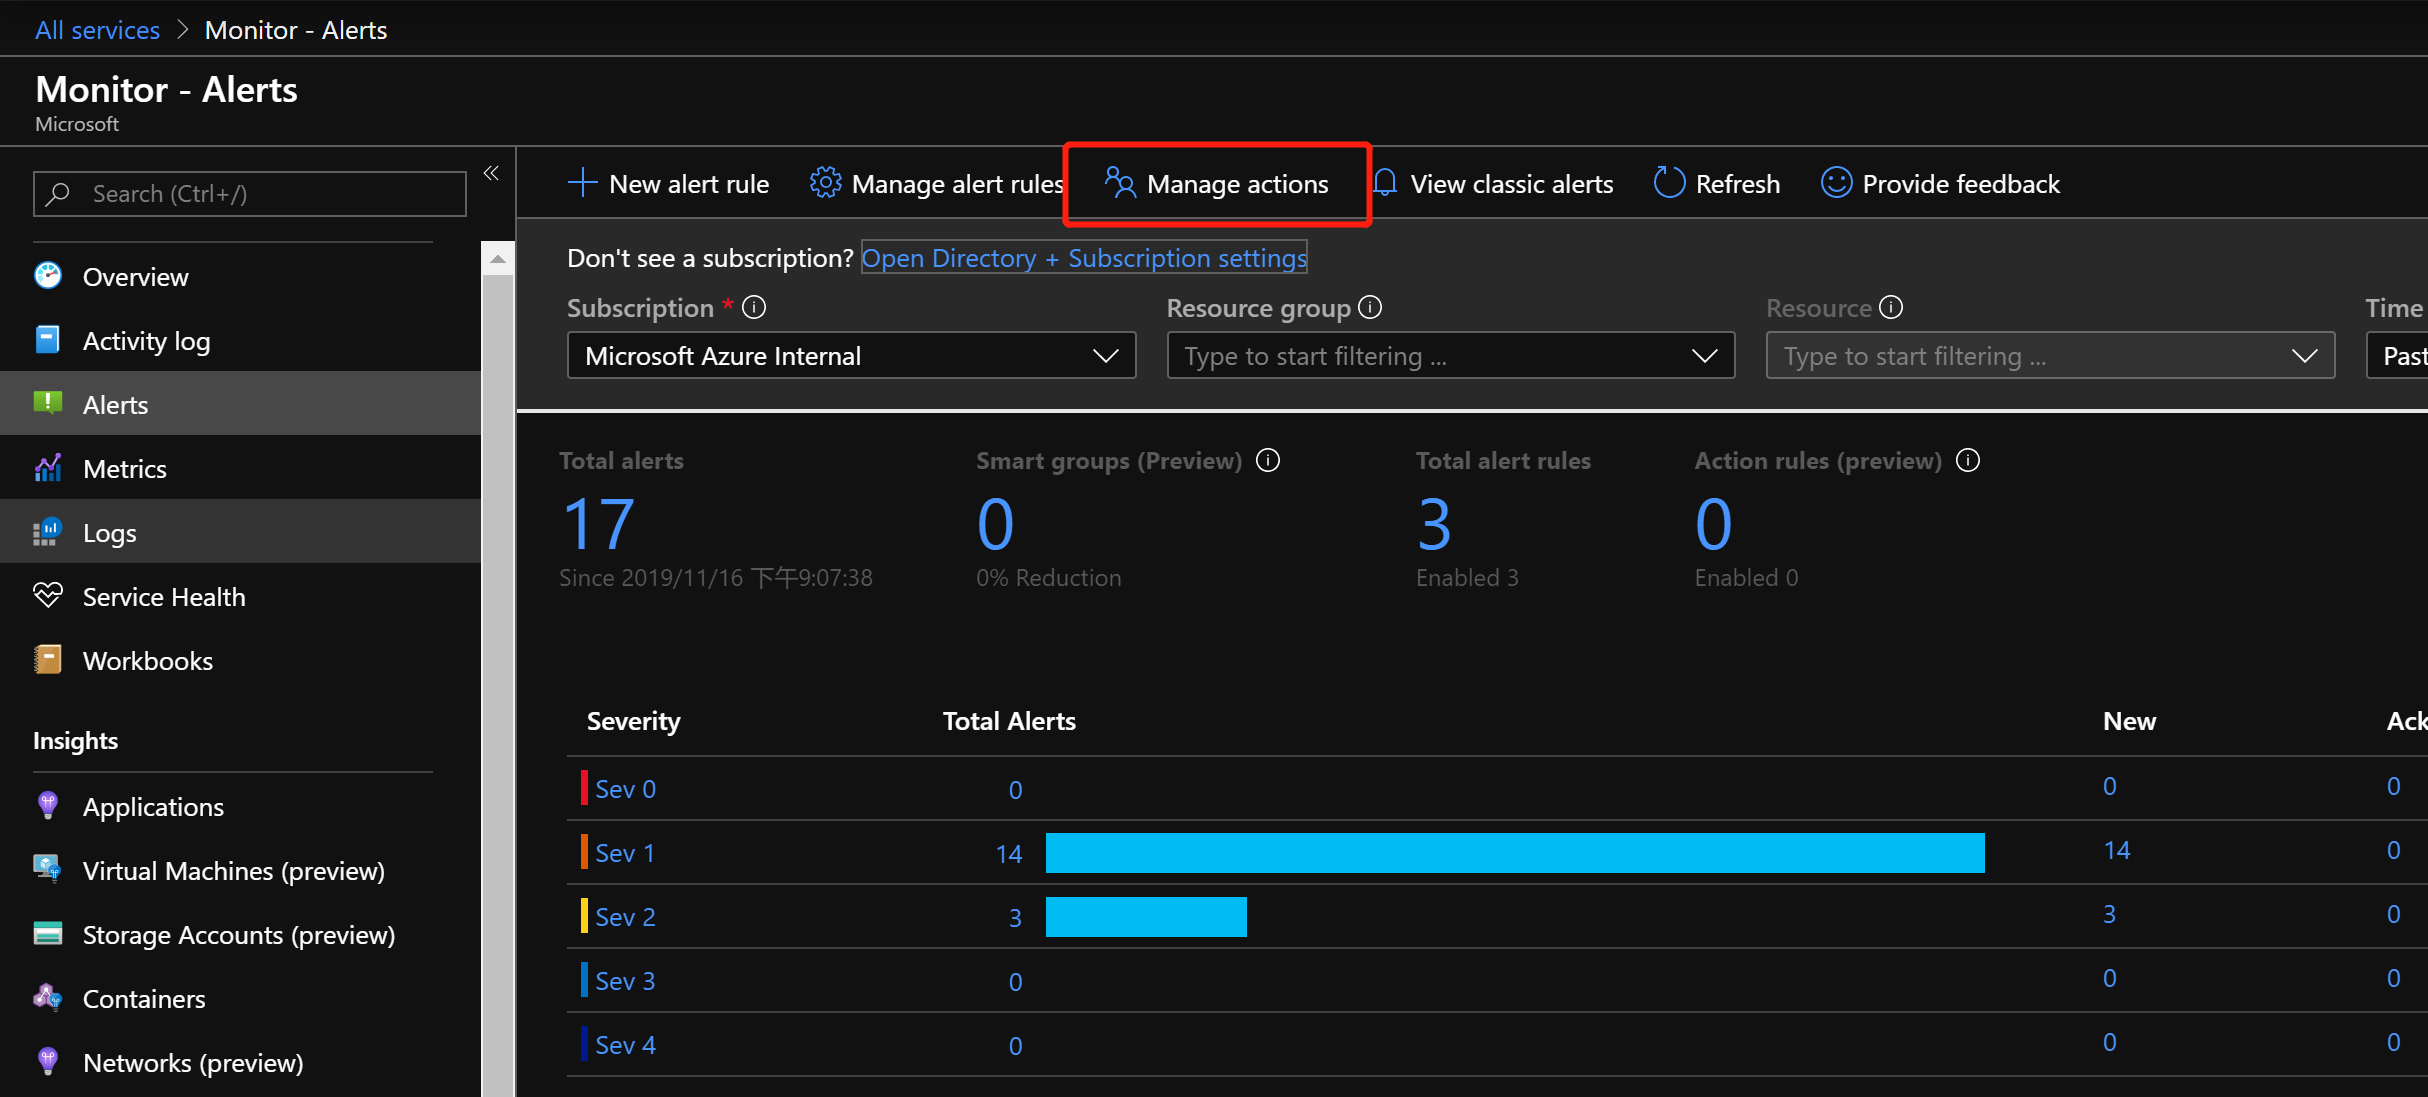 All services > Monitor - Alerts
Monitor - Alerts
Microsoft
Search (Ctrl+/)
«
Overview
Activity log
Alerts
Metrics
Logs
Service Health
Workbooks
Insights
Applications
Virtual Machines (preview)
Storage Accounts (preview)
Containers
Networks (preview)
New alert rule Manage alert rules Manage actions View classic alerts Refresh Provide feedback
Don't see a subscription? Open Directory + Subscription settings
Subscription * Resource group Resource Time
Microsoft Azure Internal Type to start filtering ... Type to start filtering ... Past
Total alerts Smart groups (Preview) Total alert rules Action rules (preview)
17 0 3 0
Since 2019/11/16 下午9:07:38 0% Reduction Enabled 3 Enabled 0
Severity Total Alerts New Ack
Sev 0 0 0 0
Sev 1 14 14 0
Sev 2 3 3 0
Sev 3 0 0 0
Sev 4 0 0 0